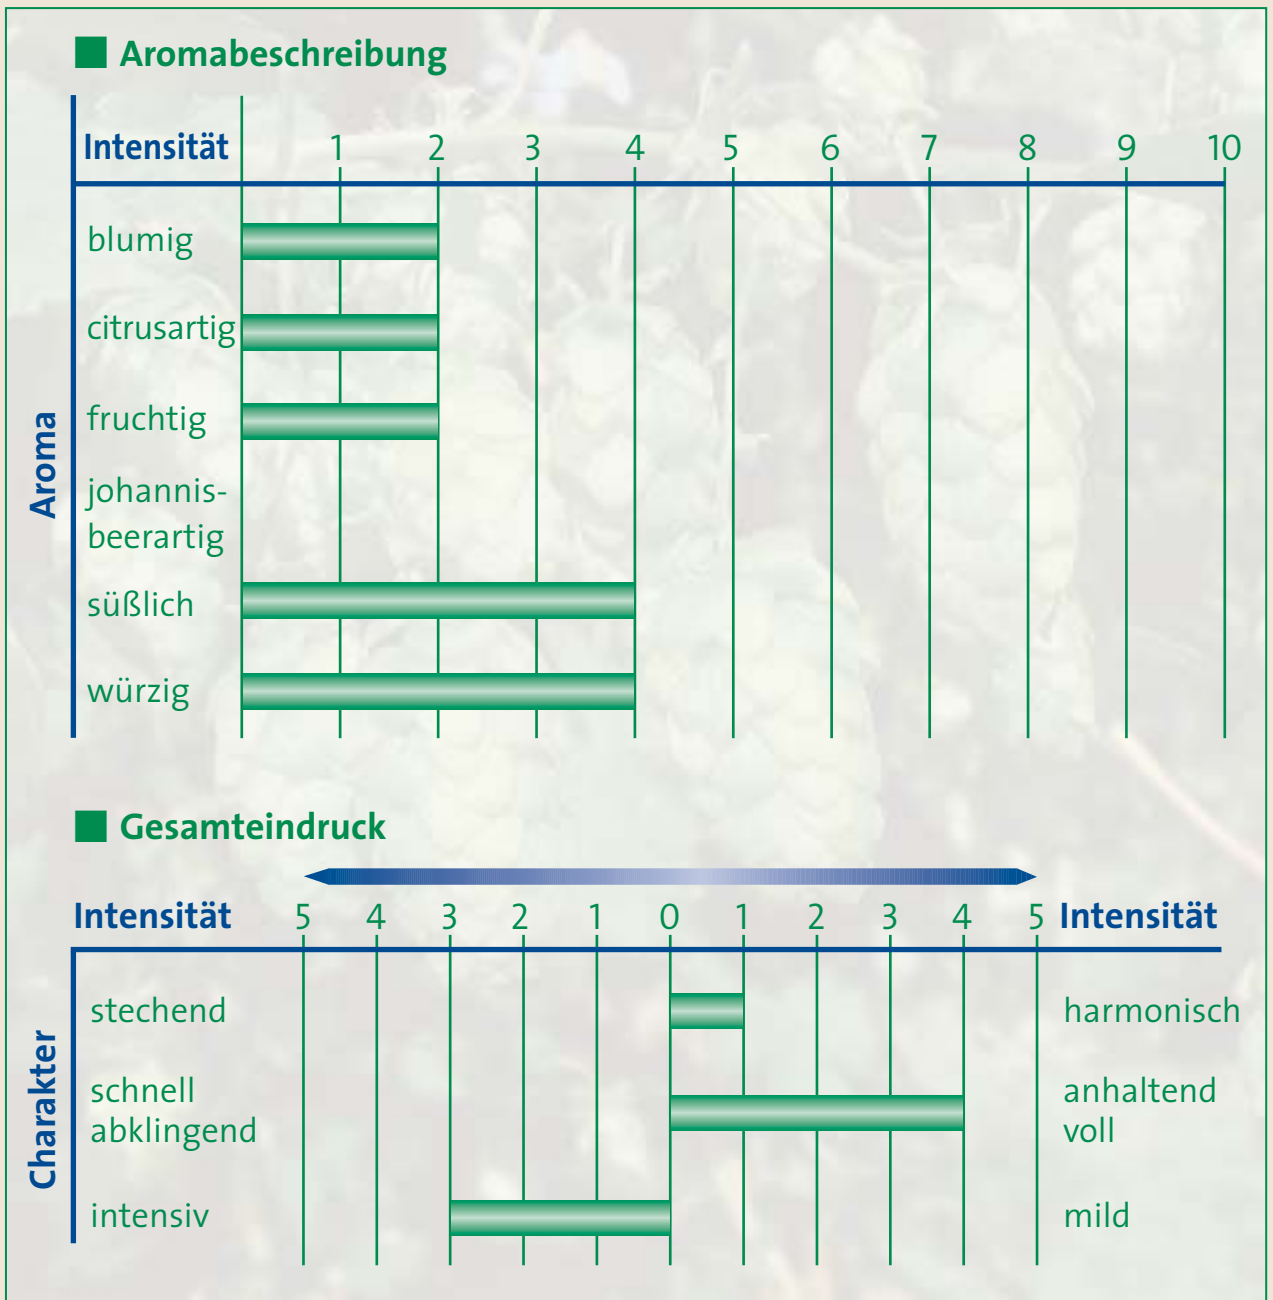 Aromabeschreibung
Intensität 1 2 3 4 5 6 7 8 9 10
Aroma
blumig
citrusartig
fruchtig
johannis-
beerartig
süßlich
würzig
Gesamteindruck
Intensität 5 4 3 2 1 0 1 2 3 4 5 Intensität
Charakter
stechend harmonisch
schnell anhaltend
abklingend voll
intensiv mild